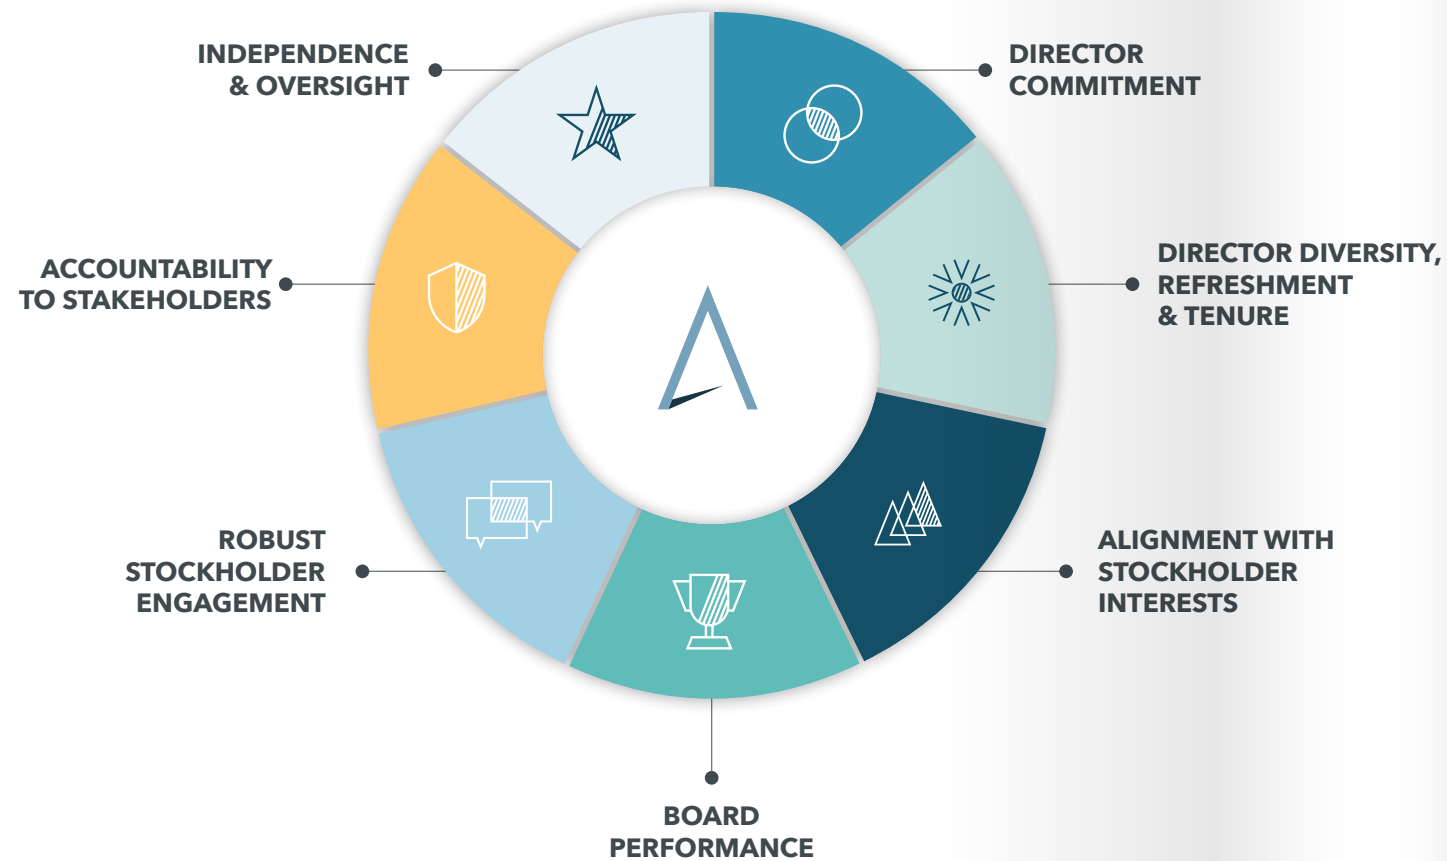 INDEPENDENCE
& OVERSIGHT
DIRECTOR
COMMITMENT
ACCOUNTABILITY
TO STAKEHOLDERS
DIRECTOR DIVERSITY,
REFRESHMENT
& TENURE
ROBUST
STOCKHOLDER
ENGAGEMENT
ALIGNMENT WITH
STOCKHOLDER
INTERESTS
BOARD
PERFORMANCE